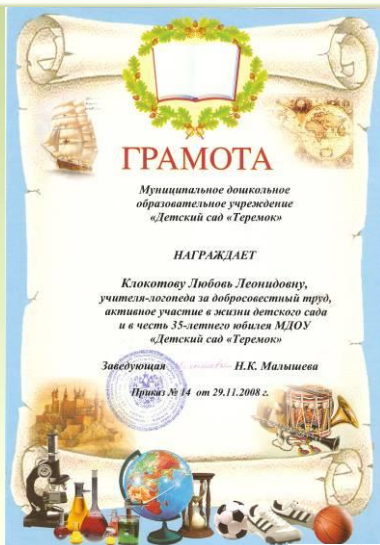 ГРАМОТА
Муниципальное дошкольное
образовательное учреждение
«Детский сад «Теремок»
НАГРАЖДАЕТ
Клокотову Любовь Леонидовну,
учителя-логопеда за добросовестный труд,
активное участие в жизни детского сада
и в честь 35-летнего юбилея МДОУ
«Детский сад «Теремок»
Заведующая Н.К. Малышева
Приказ № 14 от 29.11.2008 г.